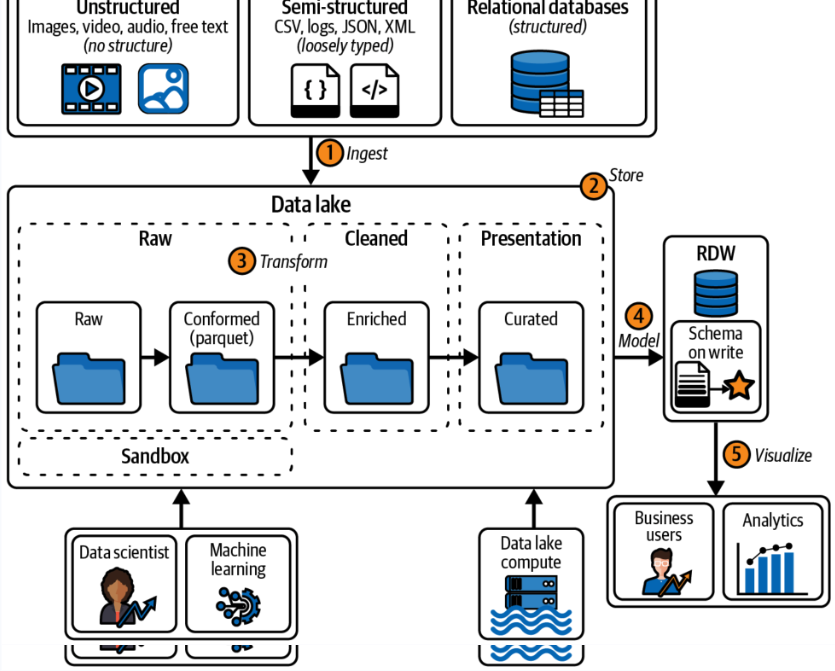 Unstructured
Images, video, audio, free text
(no structure)
Semi-structured
CSV, logs, JSON, XML
(loosely typed)
Relational databases
(structured)
{ }
</>
1 Ingest
2 Store
Data lake
Raw
Cleaned
Presentation
3 Transform
Raw
Conformed
(parquet)
Enriched
Curated
Sandbox
4
Model
RDW
Schema
on write
5 Visualize
Data scientist
Machine
learning
Data lake
compute
Business
users
Analytics